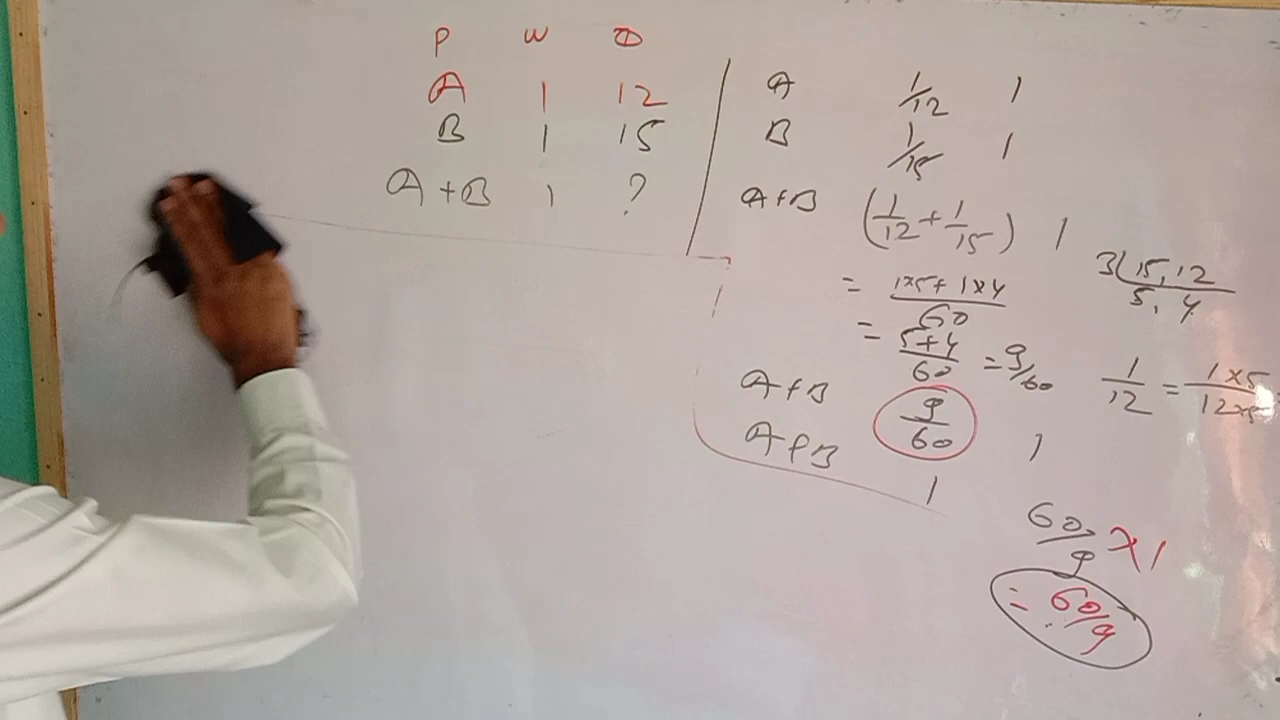 P W D
A 1 12
B 1 15
A+B 1 ?
A 1/12 1
B 1/15 1
A+B (1/12 + 1/15) 1
= 1×5+1×4/60
= 5+4/60 = 9/60
A+B 9/60 1
A+B 1 60/9 ×1
= 60/9
3 15, 12
5, 4
1/12 = 1×5/12×5